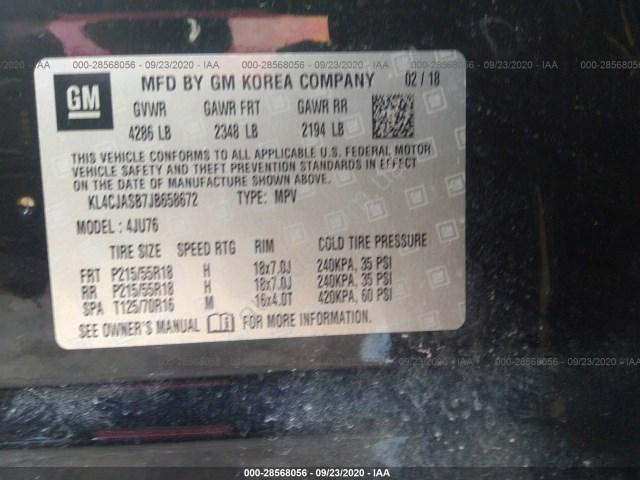 000-28568056 - 09/23/2020 - IAA
GM
MFD BY GM KOREA COMPANY 02 / 18
GVWR GAWR FRT GAWR RR
4286 LB 2348 LB 2194 LB
THIS VEHICLE CONFORMS TO ALL APPLICABLE U.S. FEDERAL MOTOR
VEHICLE SAFETY AND THEFT PREVENTION STANDARDS IN EFFECT ON
THE DATE OF MANUFACTURE SHOWN ABOVE.
KL4CJASB7JB658672 TYPE: MPV
MODEL: 4JU76
TIRE SIZE SPEED RTG RIM COLD TIRE PRESSURE
FRT P215/55R18 H 18x7.0J 240KPA, 35 PSI
RR P215/55R18 H 18x7.0J 240KPA, 35 PSI
SPA T125/70R16 M 16x4.0T 420KPA, 60 PSI
SEE OWNER'S MANUAL FOR MORE INFORMATION.
000-28568056 - 09/23/2020 - IAA